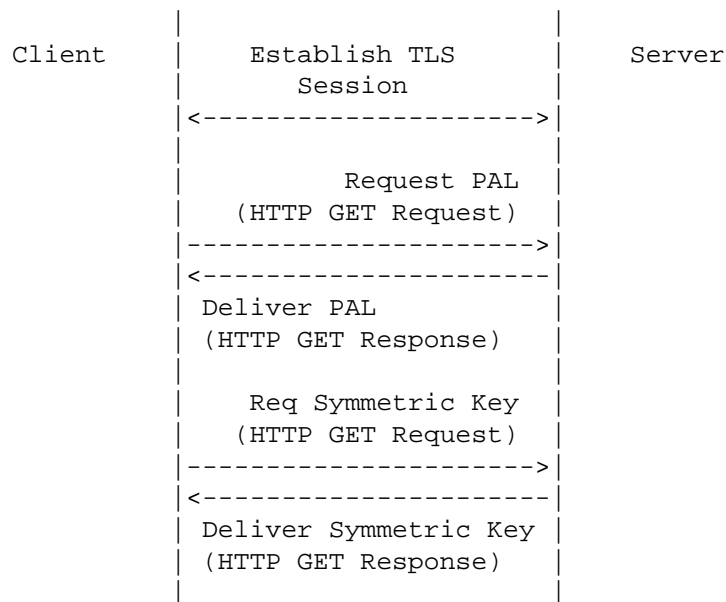 Client Establish TLS Server
Session
Request PAL
(HTTP GET Request)
Deliver PAL
(HTTP GET Response)
Req Symmetric Key
(HTTP GET Request)
Deliver Symmetric Key
(HTTP GET Response)